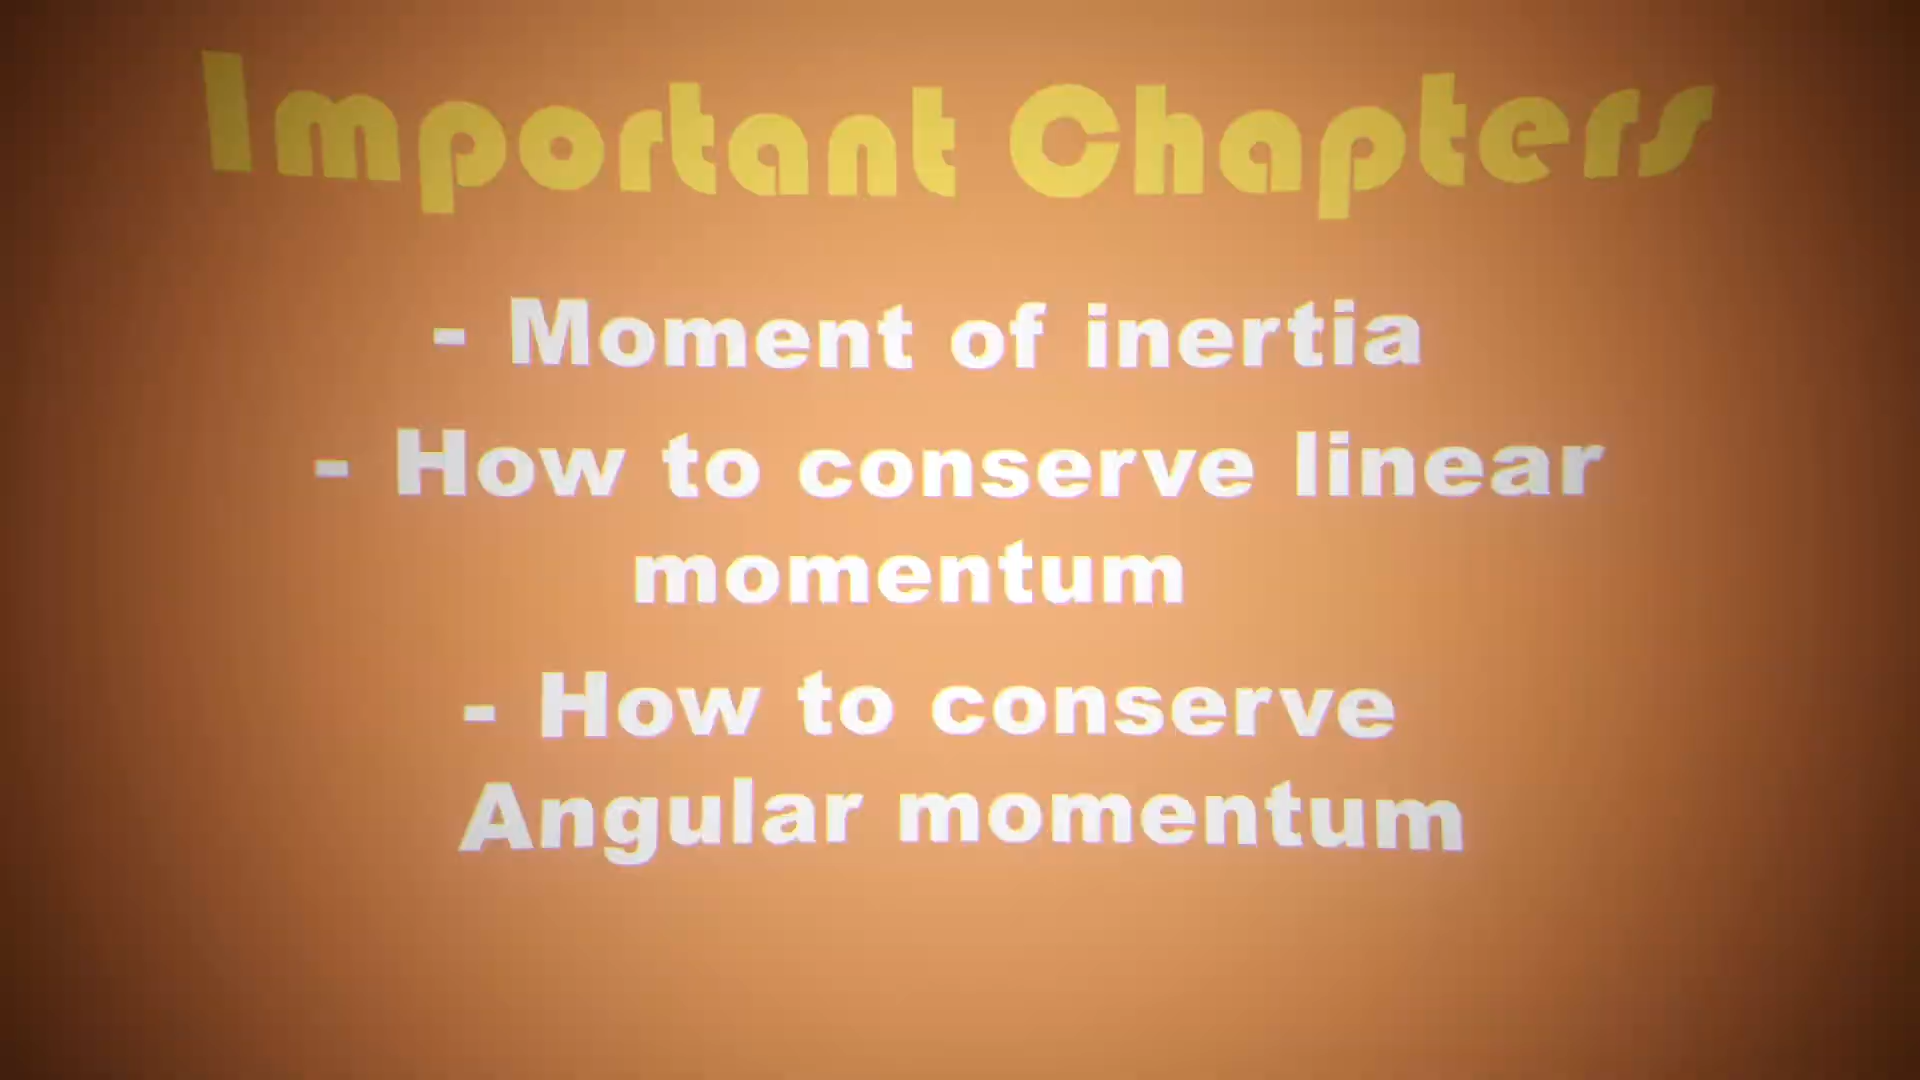 Important Chapters
- Moment of inertia
- How to conserve linear
momentum
- How to conserve
Angular momentum